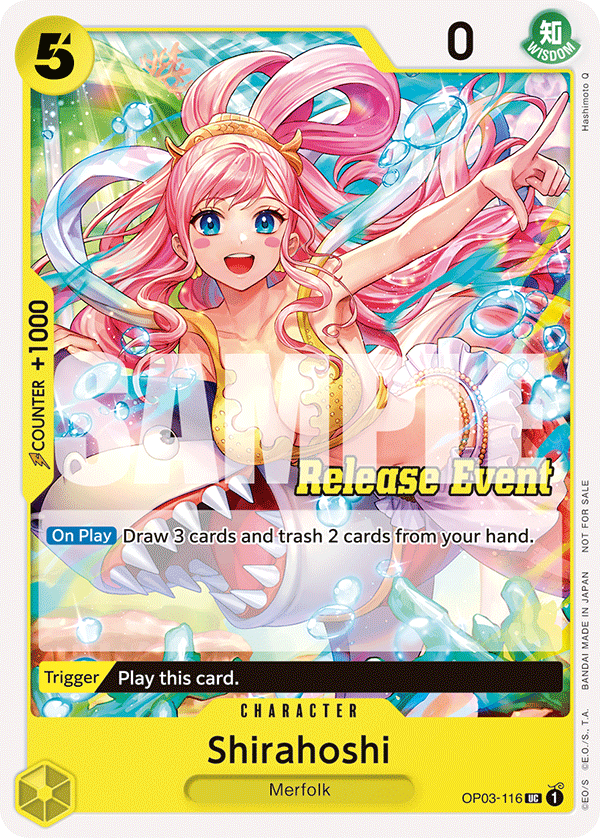 5
0
知
WISDOM
Hashimoto Q
COUNTER +1000
SAMPLE
Release Event
On Play Draw 3 cards and trash 2 cards from your hand.
Trigger Play this card.
CHARACTER
Shirahoshi
Merfolk
OP03-116 UC 1
©EO/S ©E.O./S., T.A. BANDAI MADE IN JAPAN NOT FOR SALE